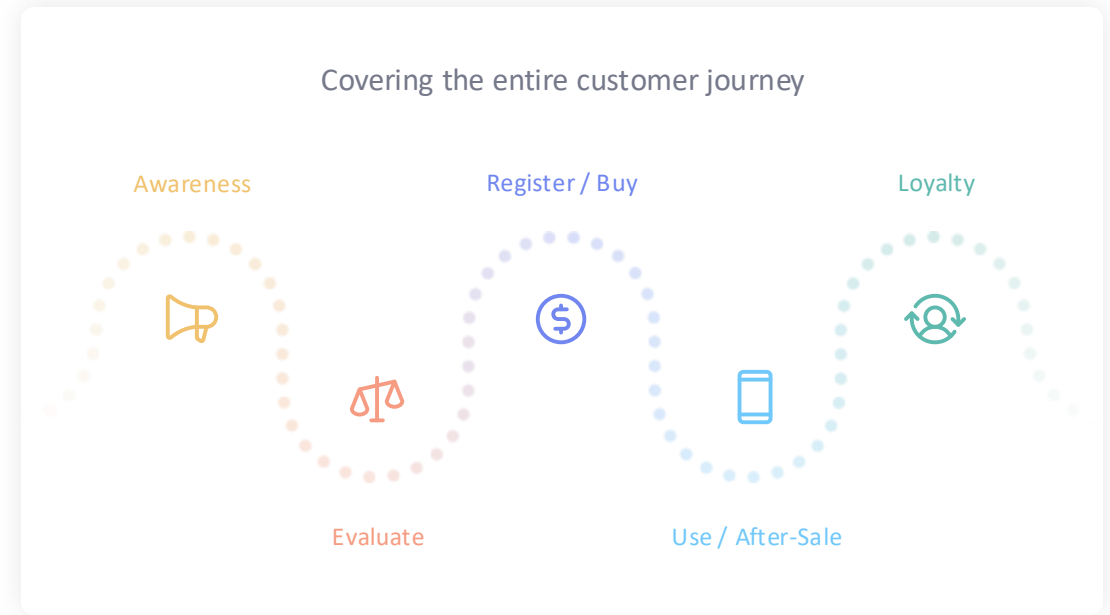 Covering the entire customer journey
Awareness
Register / Buy
Loyalty
Evaluate
Use / After-Sale